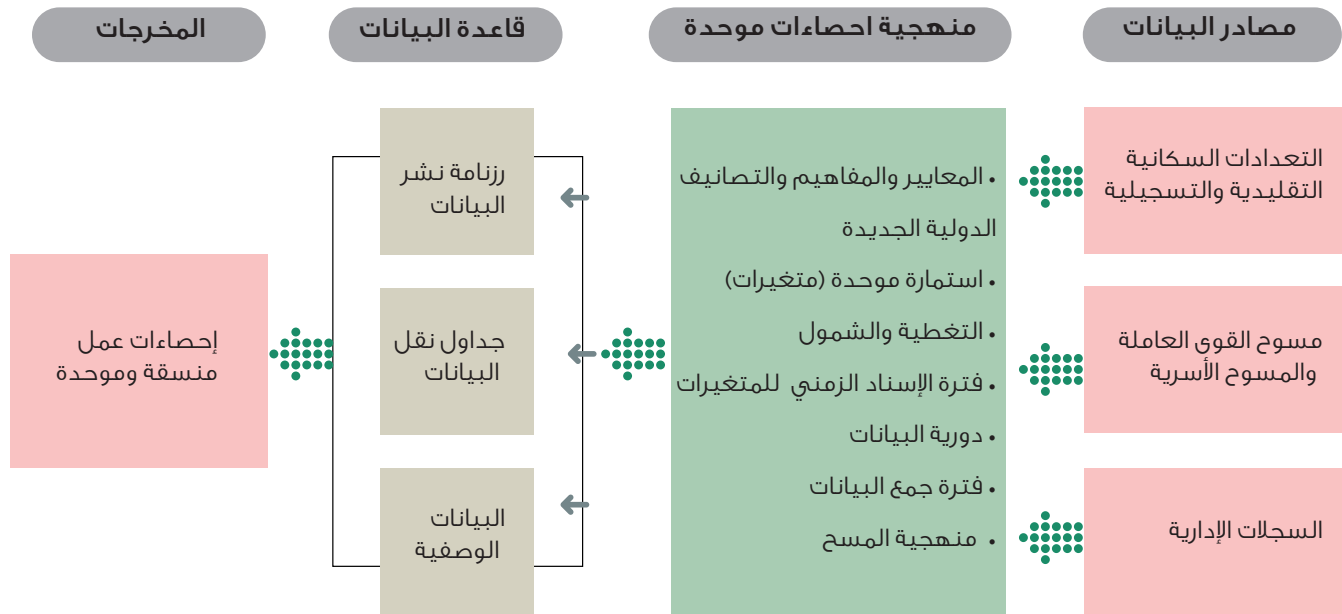 مصادر البيانات
منهجية احصاءات موحدة
قاعدة البيانات
المخرجات
التعدادات السكانية
التقليدية والتسجيلية
مسوح القوى العاملة
والمسوح الأسرية
السجلات الإدارية
• المعايير والمفاهيم والتصانيف
الدولية الجديدة
• استمارة موحدة (متغيرات)
• التغطية والشمول
• فترة الإسناد الزمني للمتغيرات
• دورية البيانات
• فترة جمع البيانات
• منهجية المسح
رزنامة نشر
البيانات
جداول نقل
البيانات
البيانات
الوصفية
إحصاءات عمل
منسقة وموحدة